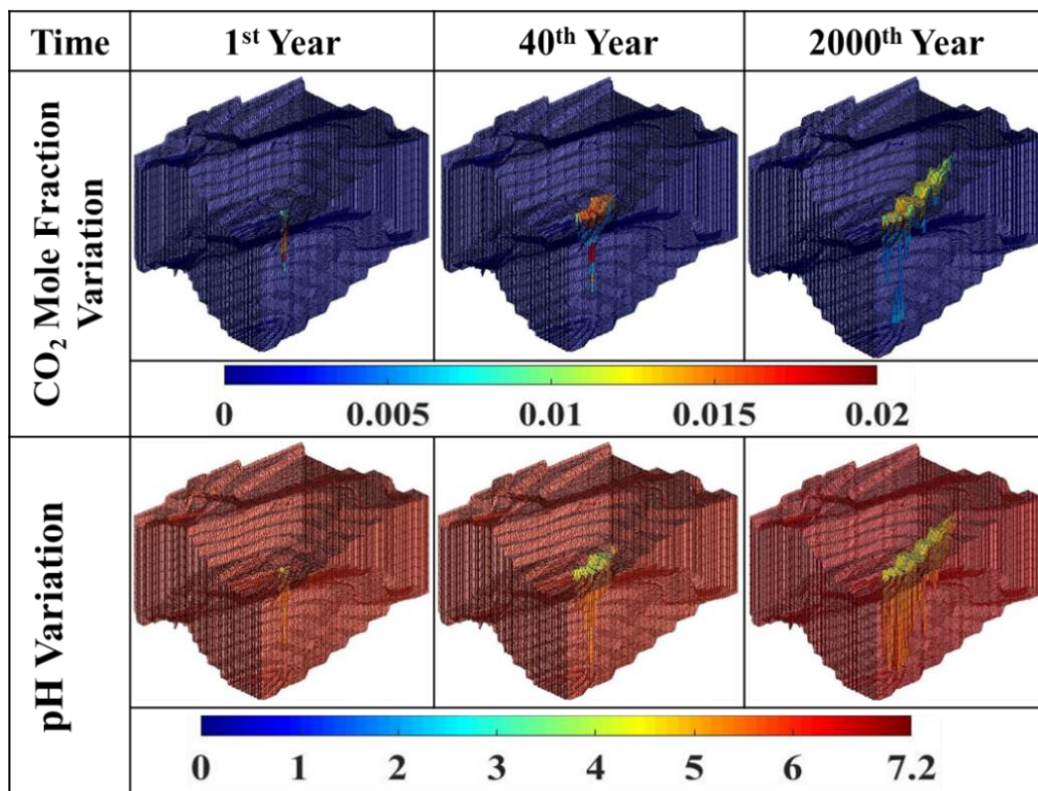 Time 1st Year 40th Year 2000th Year
CO₂ Mole Fraction
Variation
0 0.005 0.01 0.015 0.02
pH Variation
0 1 2 3 4 5 6 7.2